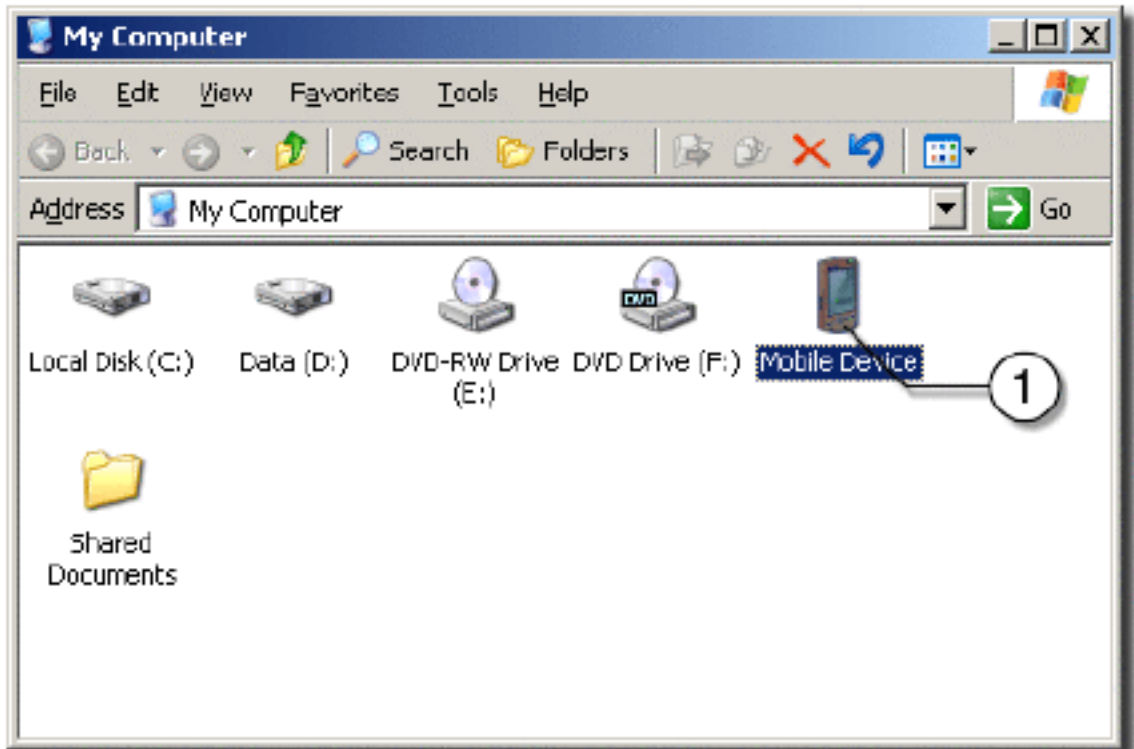 My Computer
File Edit View Favorites Tools Help
Back Search Folders
Address My Computer Go
Local Disk (C:) Data (D:) DVD-RW Drive (E:) DVD DVD Drive (F:) Mobile Device
1
Shared
Documents